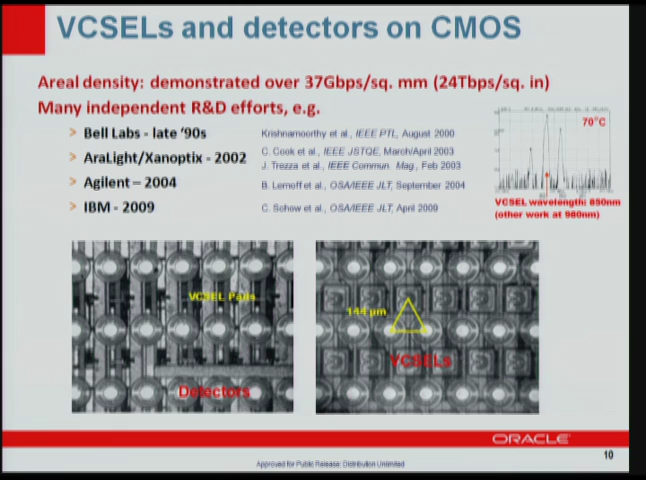 VCSELs and detectors on CMOS
Areal density: demonstrated over 37Gbps/sq. mm (24Tbps/sq. in)
Many independent R&D efforts, e.g.
> Bell Labs - late '90s Krishnamoorthy et al., IEEE PTL, August 2000
> AraLight/Xanoptix - 2002 C. Cook et al., IEEE JSTQE, March/April 2003
J. Trezza et al., IEEE Commun. Mag., Feb 2003
> Agilent – 2004 B. Lemoff et al., OSA/IEEE JLT, September 2004
> IBM - 2009 C. Schow et al., OSA/IEEE JLT, April 2009
70°C
VCSEL wavelength: 850nm
(other work at 980nm)
VCSEL Pairs
Detectors
144 µm
VCSELs
ORACLE
10
Approved for Public Release: Distribution Unlimited